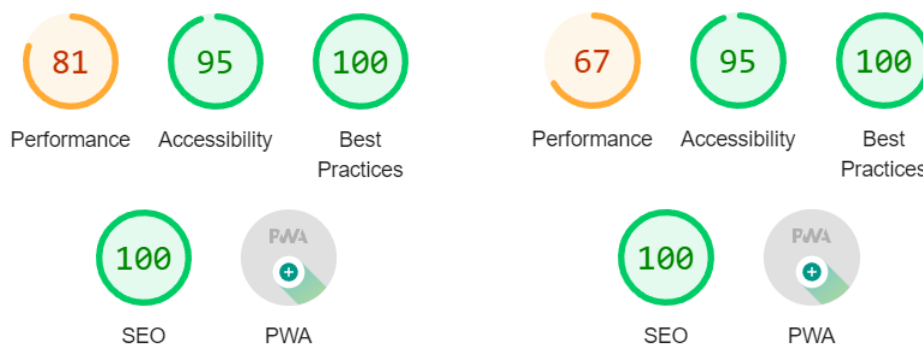 81 95 100
Performance Accessibility Best
Practices
100 PWA
SEO PWA
67 95 100
Performance Accessibility Best
Practices
100 PWA
SEO PWA